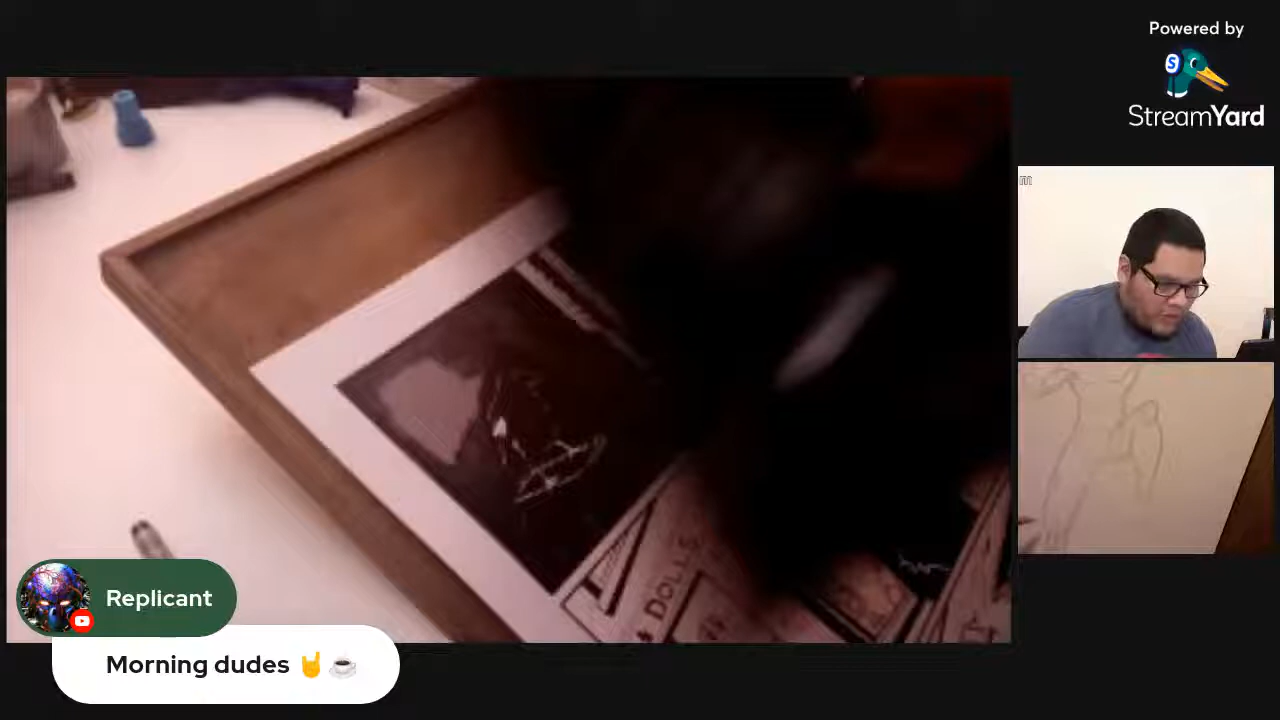 Powered by
StreamYard
m
DOLLS
Replicant
Morning dudes 🤘☕